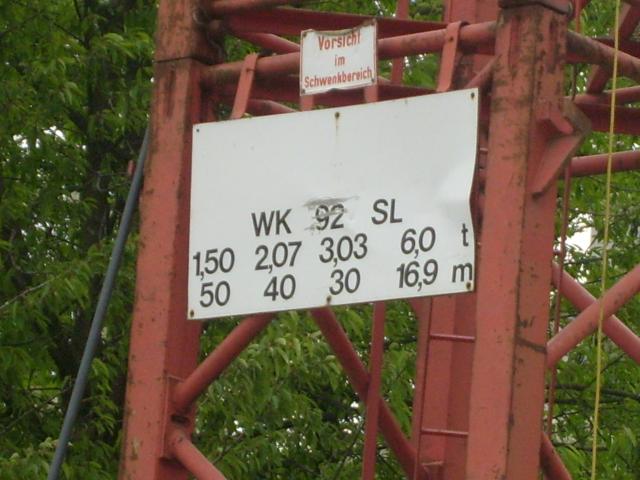 Vorsicht
im
Schwenkbereich
WK 92 SL
1,50 2,07 3,03 6,0 t
50 40 30 16,9 m